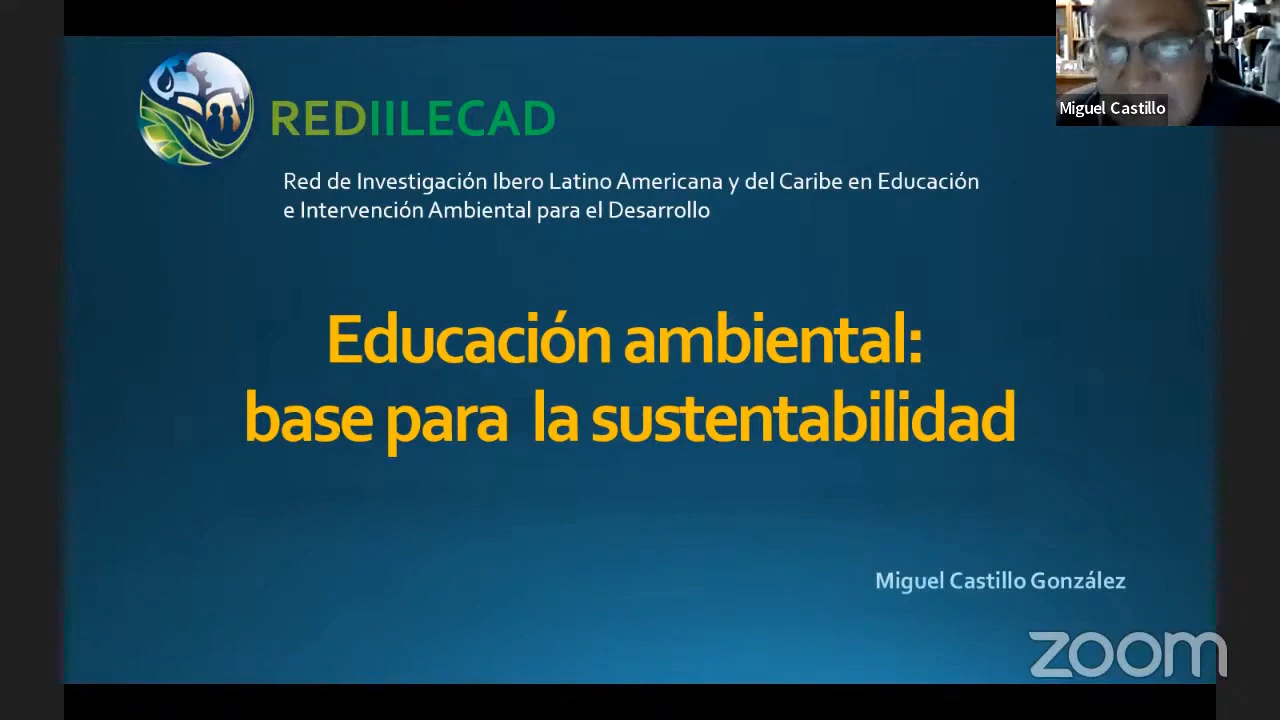 REDIILECAD
Miguel Castillo
Red de Investigación Ibero Latino Americana y del Caribe en Educación
e Intervención Ambiental para el Desarrollo
Educación ambiental:
base para la sustentabilidad
Miguel Castillo González
zoom